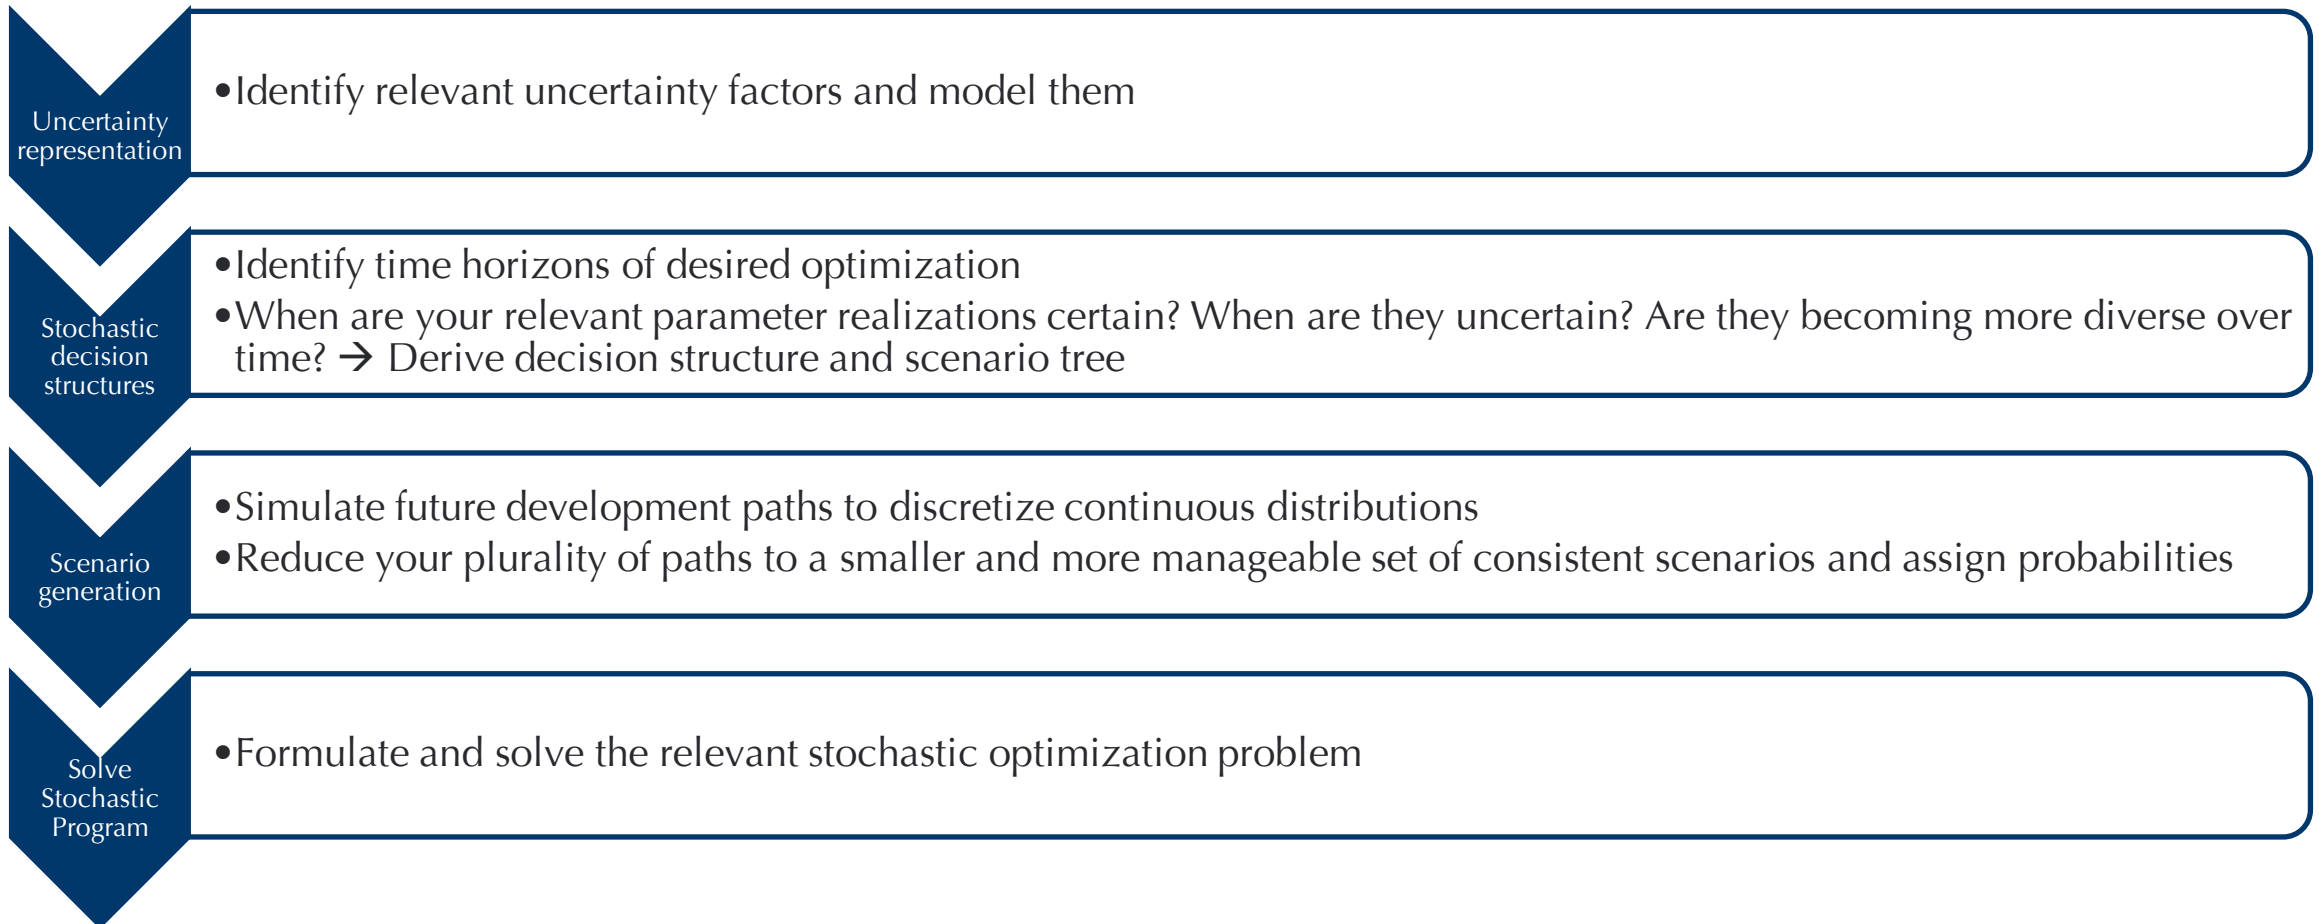 Uncertainty
representation
•Identify relevant uncertainty factors and model them
Stochastic
decision
structures
•Identify time horizons of desired optimization
•When are your relevant parameter realizations certain? When are they uncertain? Are they becoming more diverse over
time? → Derive decision structure and scenario tree
Scenario
generation
•Simulate future development paths to discretize continuous distributions
•Reduce your plurality of paths to a smaller and more manageable set of consistent scenarios and assign probabilities
Solve
Stochastic
Program
•Formulate and solve the relevant stochastic optimization problem